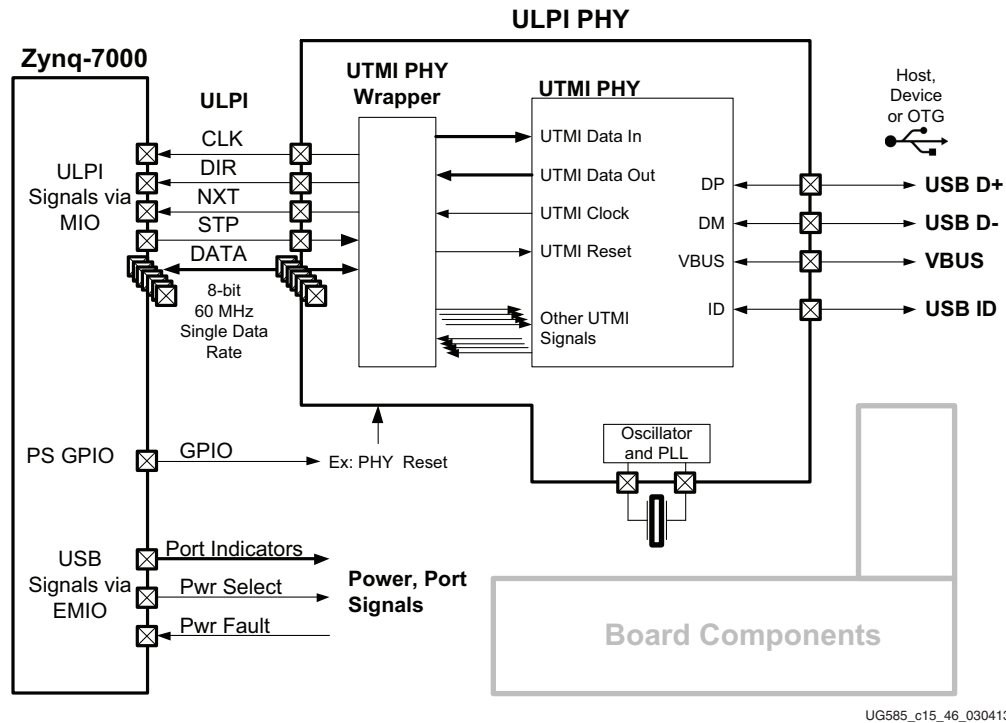 ULPI PHY
Zynq-7000
UTMI PHY
Wrapper
UTMI PHY
Host,
Device
or OTG
ULPI
CLK
DIR
NXT
STP
DATA
8-bit
60 MHz
Single Data
Rate
ULPI
Signals via
MIO
UTMI Data In
UTMI Data Out
UTMI Clock
UTMI Reset
Other UTMI
Signals
DP
DM
VBUS
ID
USB D+
USB D-
VBUS
USB ID
Oscillator
and PLL
PS GPIO
GPIO
Ex: PHY Reset
USB
Signals via
EMIO
Port Indicators
Pwr Select
Pwr Fault
Power, Port
Signals
Board Components
UG585_c15_46_030413